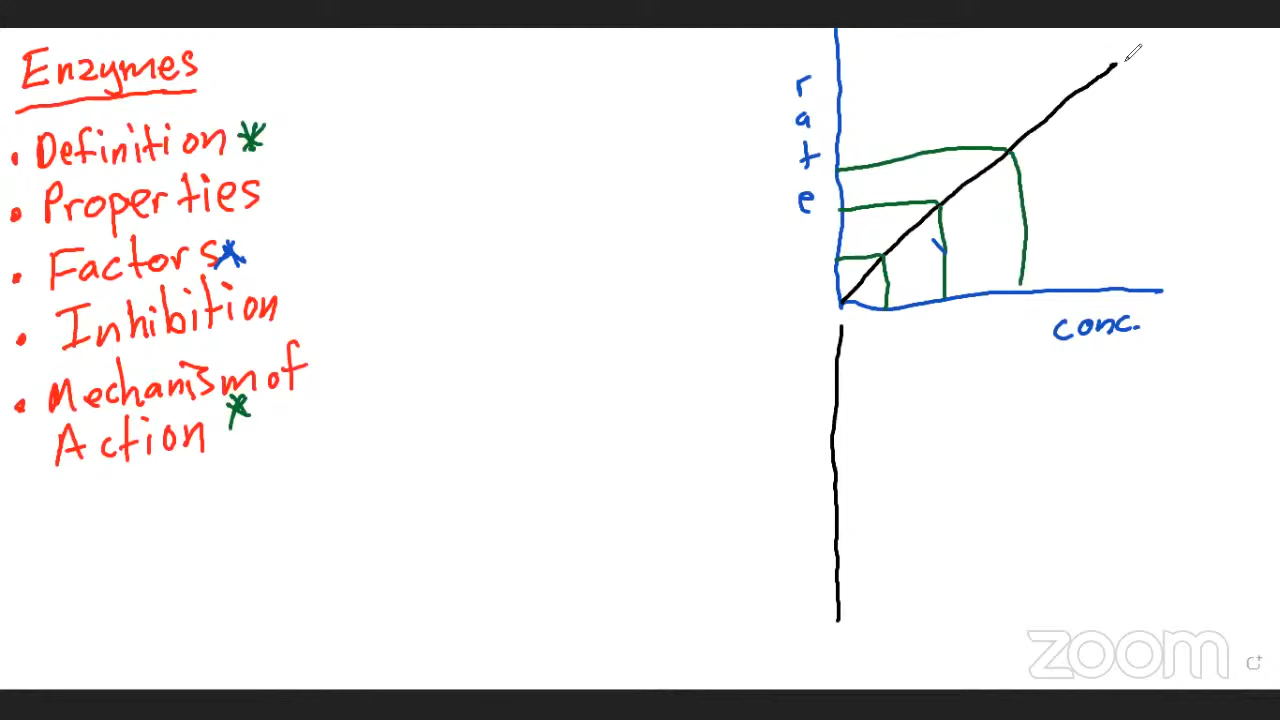 Enzymes
• Definition *
• Properties
• Factors *
• Inhibition
• Mechanism of
Action *
rate
conc.
zoom